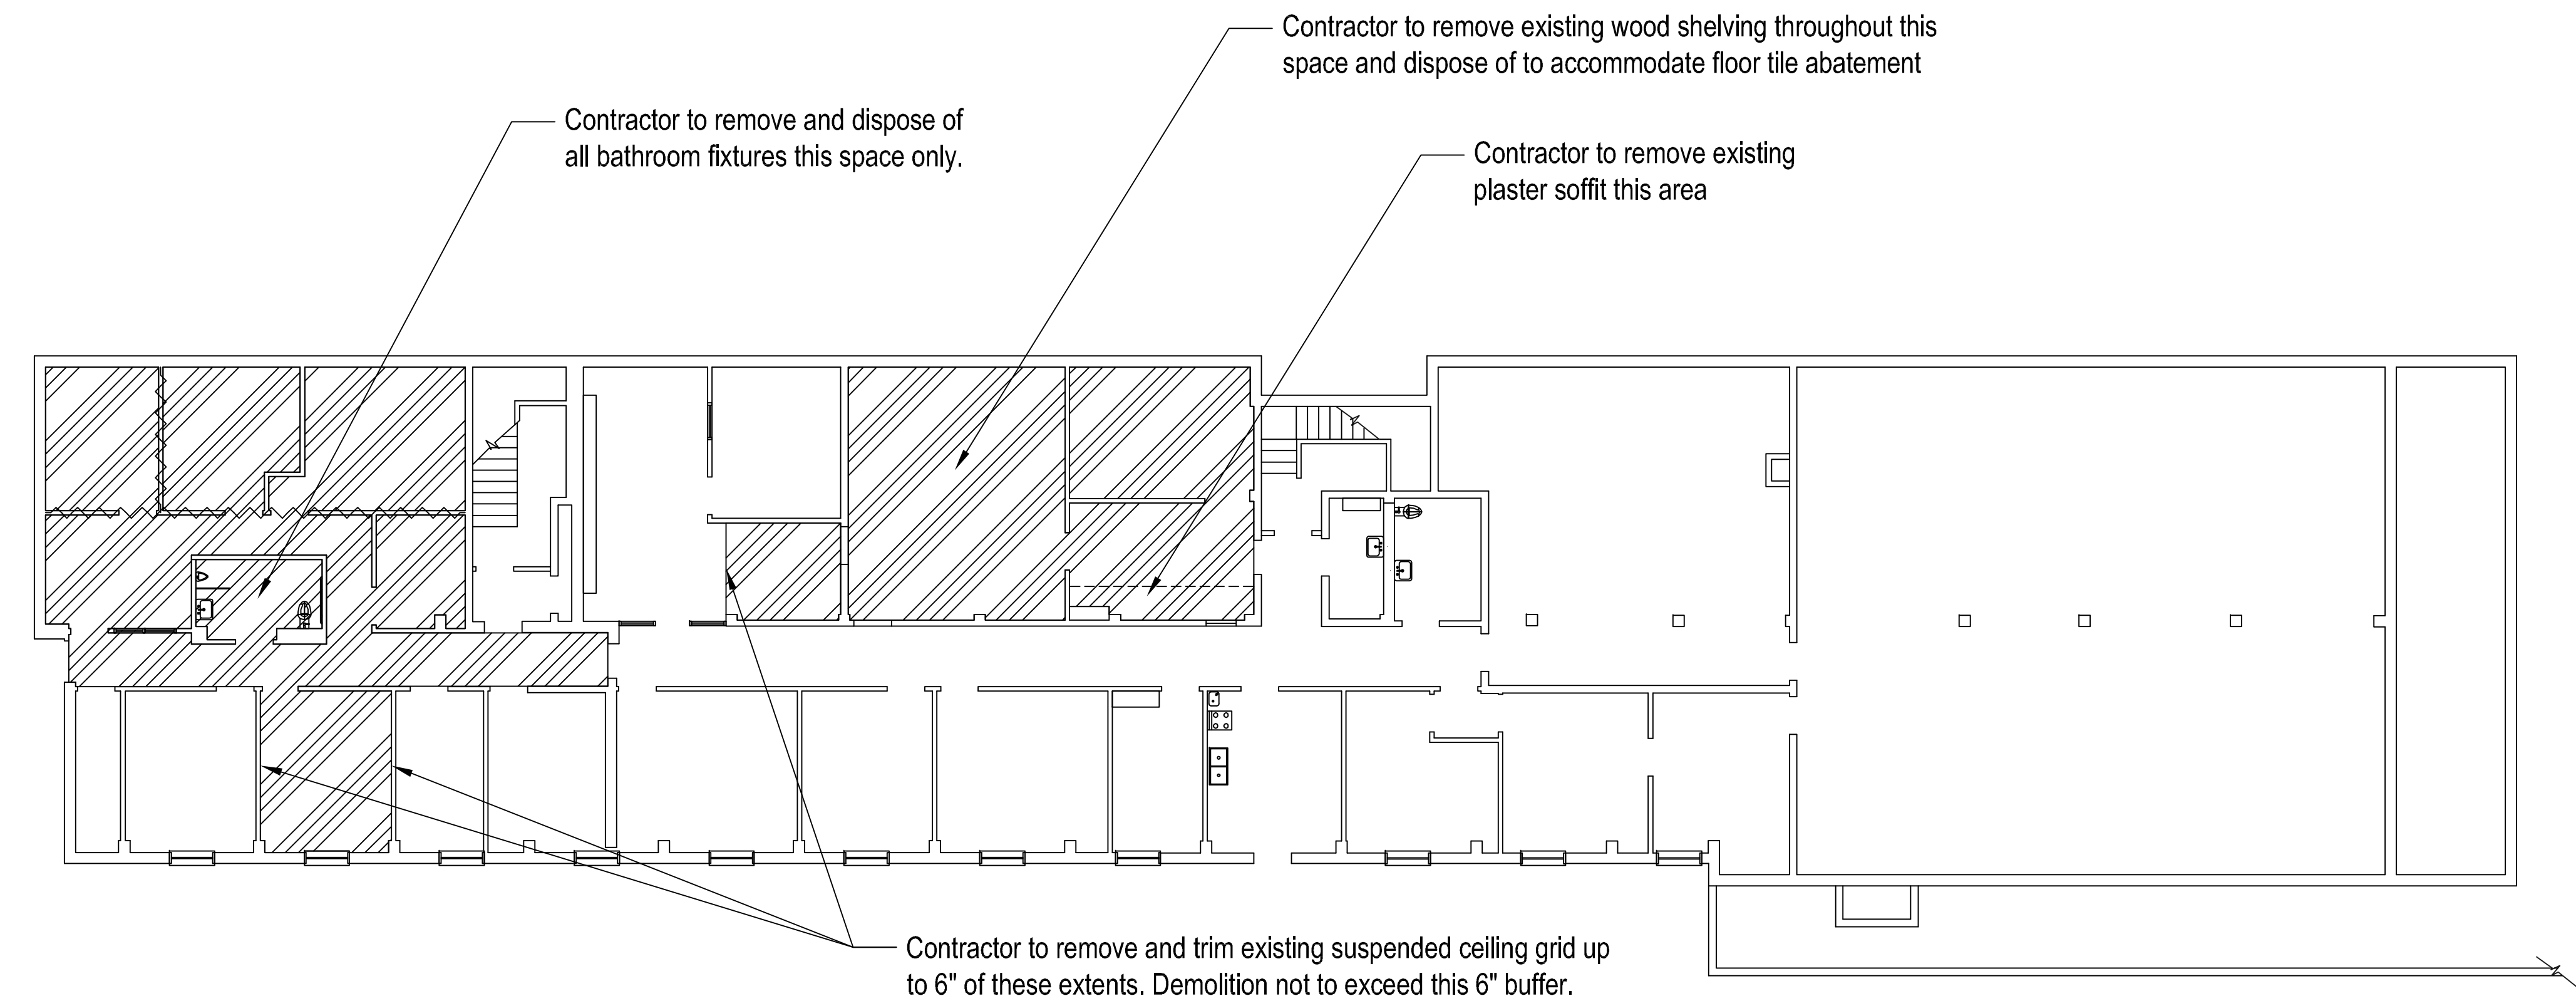 Contractor to remove existing wood shelving throughout this
space and dispose of to accommodate floor tile abatement
Contractor to remove and dispose of
all bathroom fixtures this space only.
Contractor to remove existing
plaster soffit this area
Contractor to remove and trim existing suspended ceiling grid up
to 6" of these extents. Demolition not to exceed this 6" buffer.